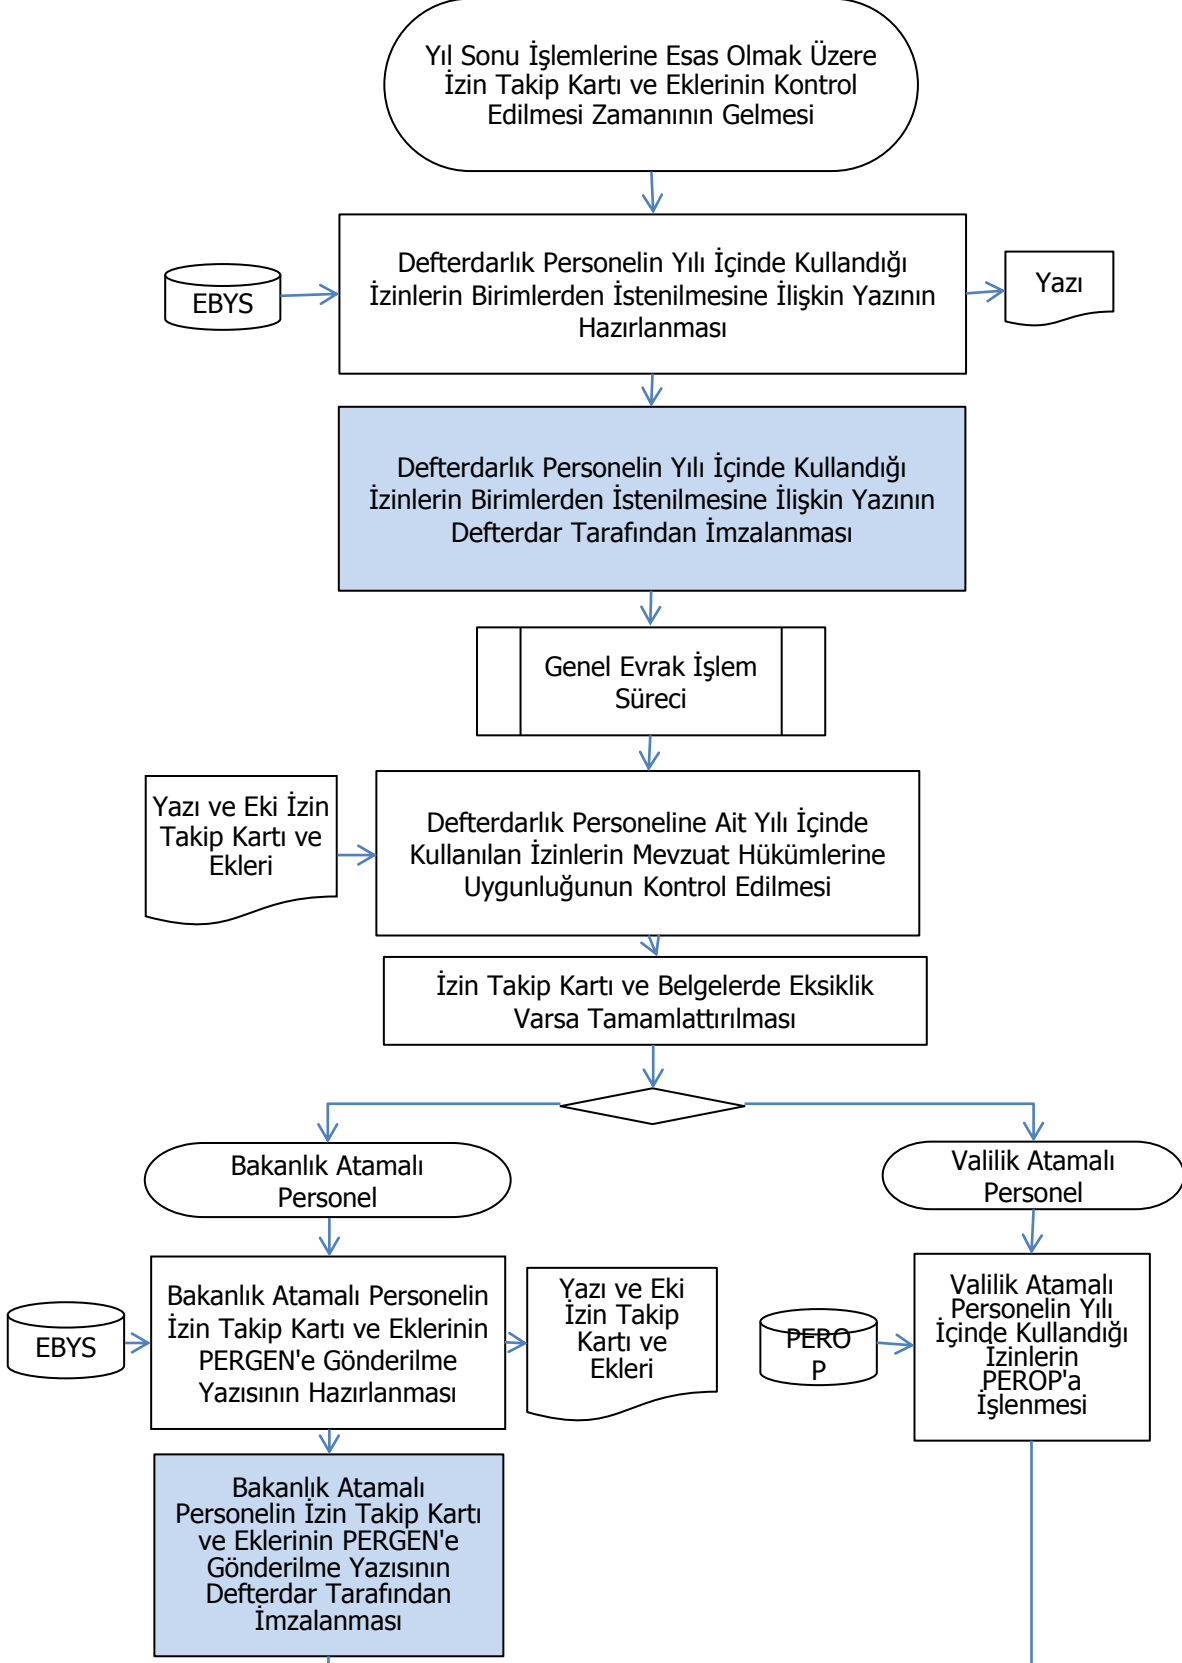 Yıl Sonu İşlemlerine Esas Olmak Üzere
İzin Takip Kartı ve Eklerinin Kontrol
Edilmesi Zamanının Gelmesi
EBYS
Defterdarlık Personelin Yılı İçinde Kullandığı
İzinlerin Birimlerden İstenilmesine İlişkin Yazının
Hazırlanması
Yazı
Defterdarlık Personelin Yılı İçinde Kullandığı
İzinlerin Birimlerden İstenilmesine İlişkin Yazının
Defterdar Tarafından İmzalanması
Genel Evrak İşlem
Süreci
Yazı ve Eki İzin
Takip Kartı ve
Ekleri
Defterdarlık Personeline Ait Yılı İçinde
Kullanılan İzinlerin Mevzuat Hükümlerine
Uygunluğunun Kontrol Edilmesi
İzin Takip Kartı ve Belgelerde Eksiklik
Varsa Tamamlattırılması
Bakanlık Atamalı
Personel
Valilik Atamalı
Personel
EBYS
Bakanlık Atamalı Personelin
İzin Takip Kartı ve Eklerinin
PERGEN'e Gönderilme
Yazısının Hazırlanması
Yazı ve Eki
İzin Takip
Kartı ve
Ekleri
PERO
P
Valilik Atamalı
Personelin Yılı
İçinde Kullandığı
İzinlerin
PEROP'a
İşlenmesi
Bakanlık Atamalı
Personelin İzin Takip Kartı
ve Eklerinin PERGEN'e
Gönderilme Yazısının
Defterdar Tarafından
İmzalanması